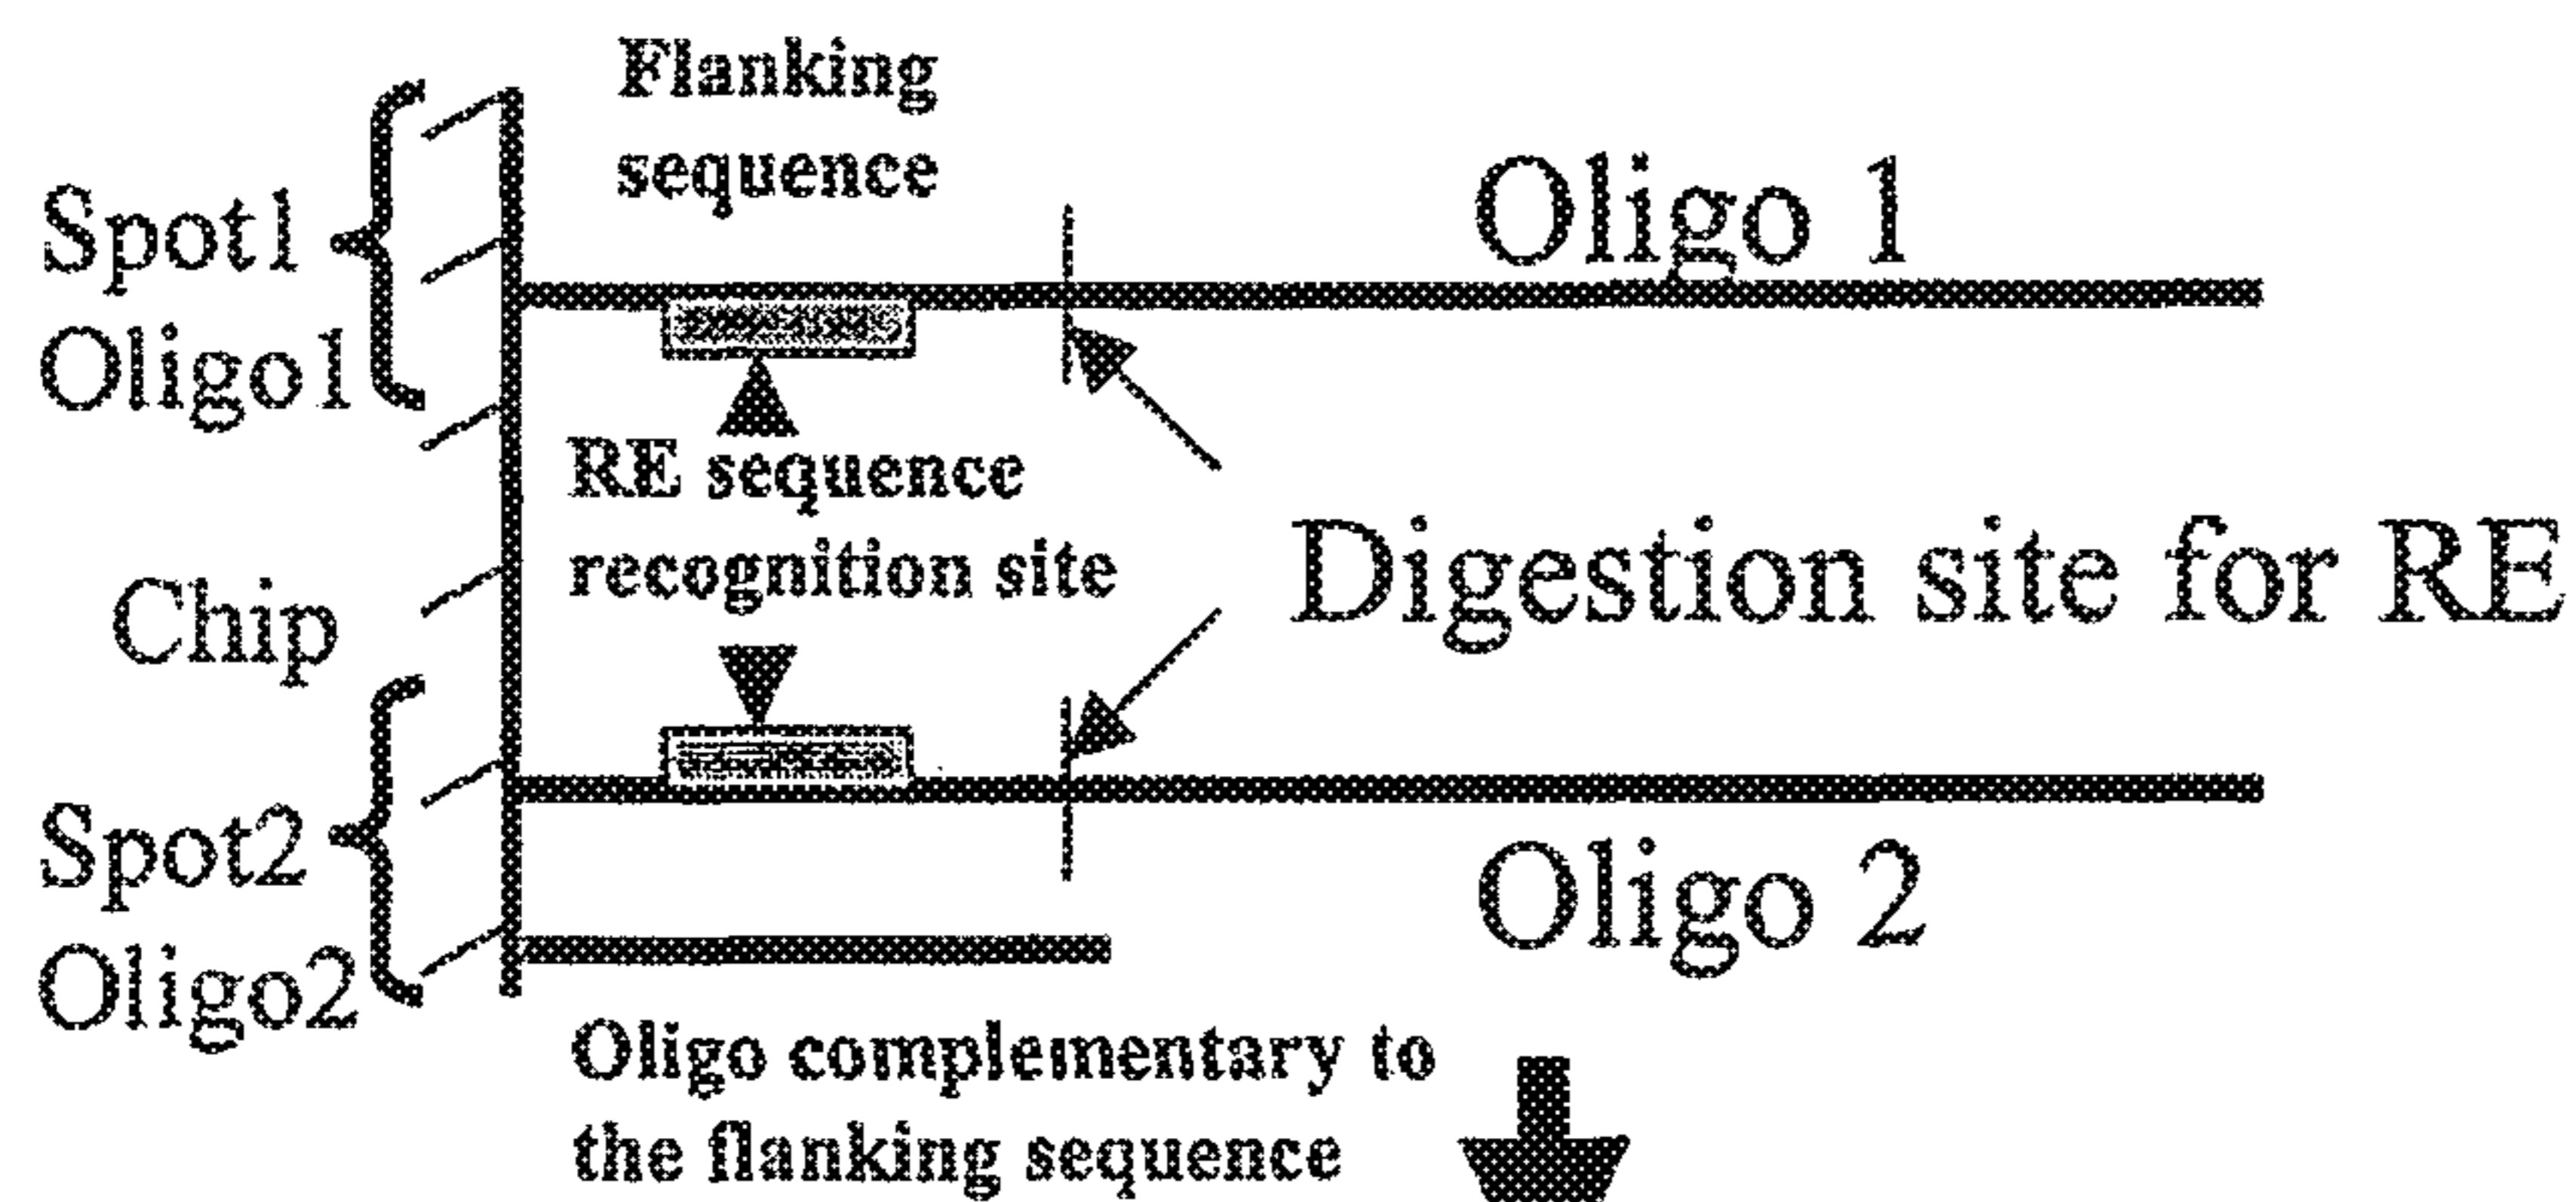 Flanking
sequence
Oligo 1
Spot1
Oligo1
RE sequence
recognition site
Digestion site for RE
Chip
Spot2
Oligo2
Oligo 2
Oligo complementary to
the flanking sequence